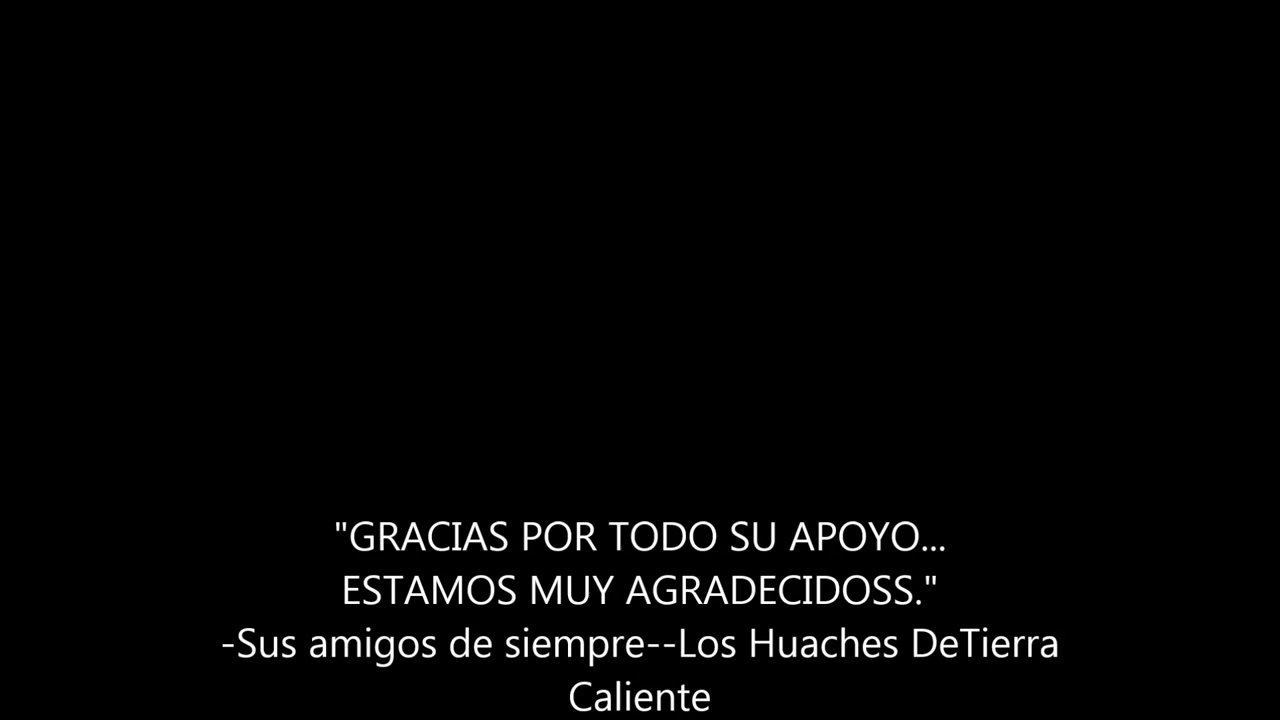 "GRACIAS POR TODO SU APOYO...
ESTAMOS MUY AGRADECIDOSS."
-Sus amigos de siempre--Los Huaches DeTierra
Caliente